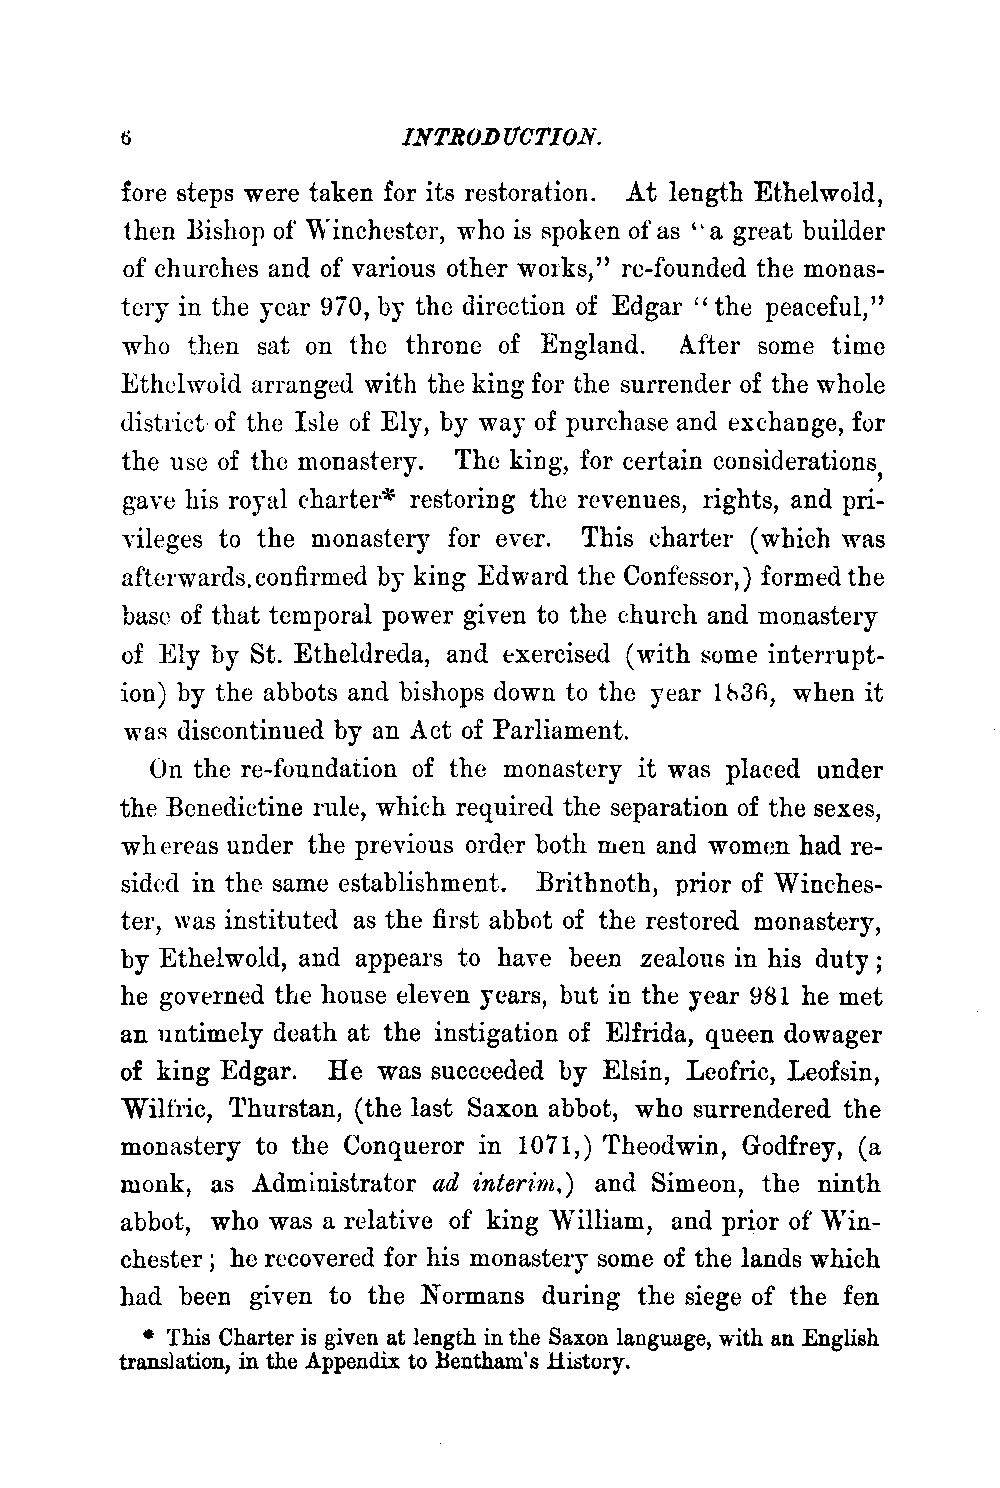 6 INTRODUCTION.
fore steps were taken for its restoration. At length Ethelwold,
then Bishop of Winchester, who is spoken of as "a great builder
of churches and of various other works," re-founded the monas-
tery in the year 970, by the direction of Edgar "the peaceful,"
who then sat on the throne of England. After some time
Ethelwold arranged with the king for the surrender of the whole
district of the Isle of Ely, by way of purchase and exchange, for
the use of the monastery. The king, for certain considerations,
gave his royal charter* restoring the revenues, rights, and pri-
vileges to the monastery for ever. This charter (which was
afterwards confirmed by king Edward the Confessor,) formed the
base of that temporal power given to the church and monastery
of Ely by St. Etheldreda, and exercised (with some interrupt-
ion) by the abbots and bishops down to the year 1836, when it
was discontinued by an Act of Parliament.
On the re-foundation of the monastery it was placed under
the Benedictine rule, which required the separation of the sexes,
whereas under the previous order both men and women had re-
sided in the same establishment. Brithnoth, prior of Winches-
ter, was instituted as the first abbot of the restored monastery,
by Ethelwold, and appears to have been zealous in his duty;
he governed the house eleven years, but in the year 981 he met
an untimely death at the instigation of Elfrida, queen dowager
of king Edgar. He was succeeded by Elsin, Leofric, Leofsin,
Wilfric, Thurstan, (the last Saxon abbot, who surrendered the
monastery to the Conqueror in 1071,) Theodwin, Godfrey, (a
monk, as Administrator ad interim,) and Simeon, the ninth
abbot, who was a relative of king William, and prior of Win-
chester; he recovered for his monastery some of the lands which
had been given to the Normans during the siege of the fen
* This Charter is given at length in the Saxon language, with an English
translation, in the Appendix to Bentham's History.